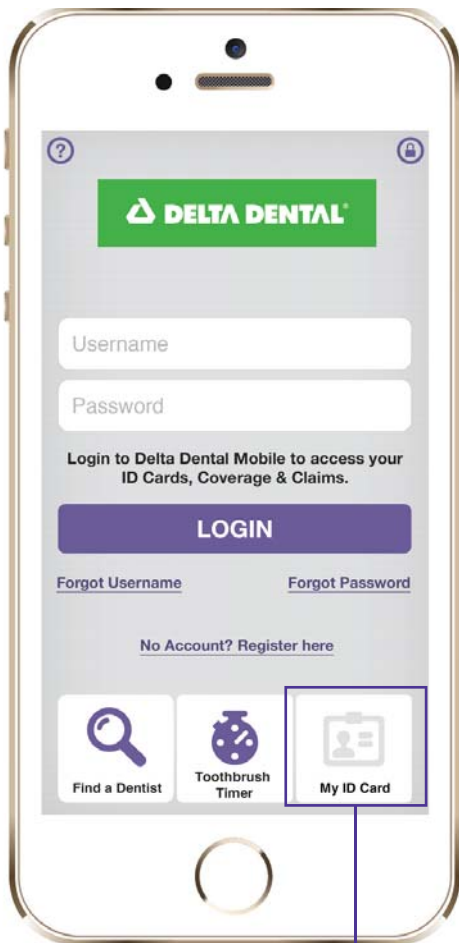 ?
DELTA DENTAL®
Username
Password
Login to Delta Dental Mobile to access your
ID Cards, Coverage & Claims.
LOGIN
Forgot Username
Forgot Password
No Account? Register here
Find a Dentist
Toothbrush
Timer
My ID Card